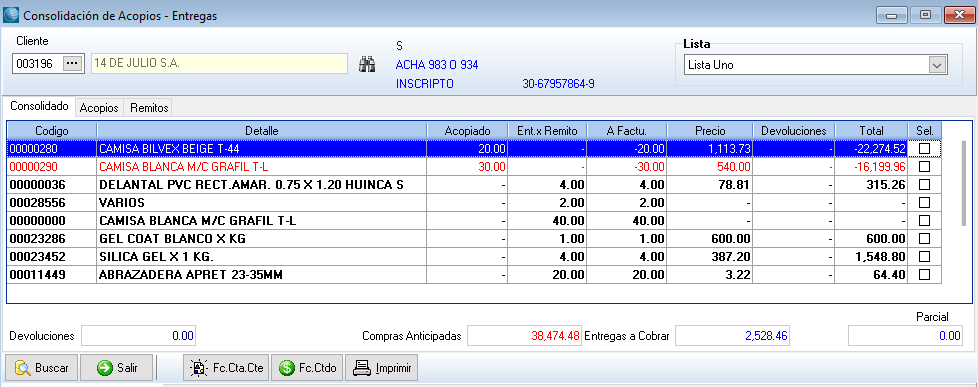 Consolidación de Acopios - Entregas
Cliente
003196 ... 14 DE JULIO S.A.
S
ACHA 983 O 934
INSCRIPTO 30-67957864-9
Lista
Lista Uno
Consolidado Acopios Remitos
Codigo Detalle Acopiado Ent.x Remito A Factu. Precio Devoluciones Total Sel.
00000280 CAMISA BILVEX BEIGE T-44 20.00 - -20.00 1,113.73 - -22,274.52
00000290 CAMISA BLANCA M/C GRAFIL T-L 30.00 - -30.00 540.00 - -16,199.96
00000036 DELANTAL PVC RECT.AMAR. 0.75 X 1.20 HUINCA S - 4.00 4.00 78.81 - 315.26
00028556 VARIOS - 2.00 2.00 - - -
00000000 CAMISA BLANCA M/C GRAFIL T-L - 40.00 40.00 - - -
00023286 GEL COAT BLANCO X KG - 1.00 1.00 600.00 - 600.00
00023452 SILICA GEL X 1 KG. - 4.00 4.00 387.20 - 1,548.80
00011449 ABRAZADERA APRET 23-35MM - 20.00 20.00 3.22 - 64.40
Parcial
Devoluciones 0.00 Compras Anticipadas 38,474.48 Entregas a Cobrar 2,528.46 0.00
Buscar Salir Fc.Cta.Cte Fc.Ctdo Imprimir